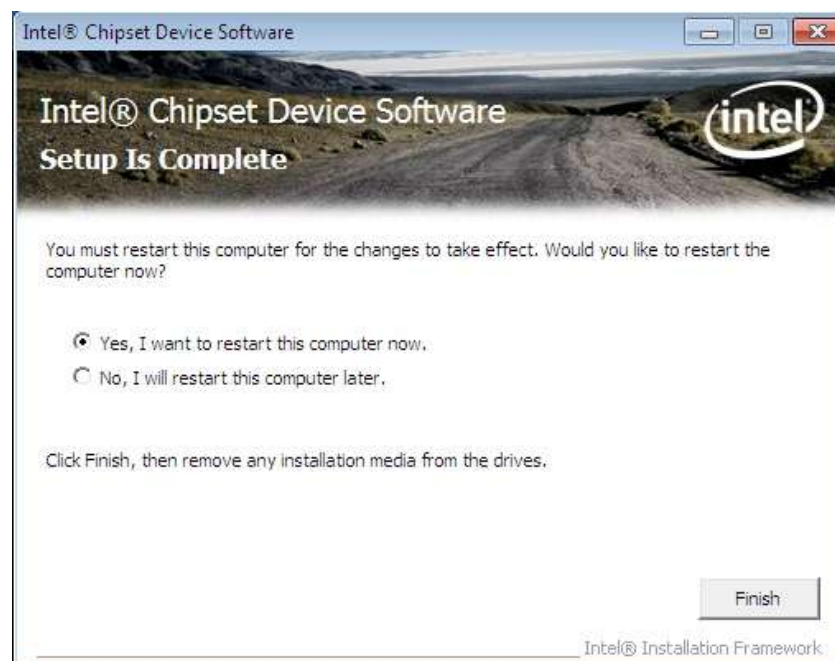 Intel® Chipset Device Software
Intel® Chipset Device Software
intel
Setup Is Complete
You must restart this computer for the changes to take effect. Would you like to restart the
computer now?
Yes, I want to restart this computer now.
No, I will restart this computer later.
Click Finish, then remove any installation media from the drives.
Finish
Intel® Installation Framework